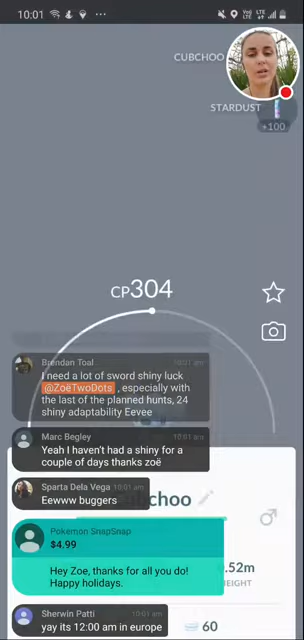 10:01
CUBCHOO
STARDUST
+100
CP304
Brendan Toal 10:01 am
I need a lot of sword shiny luck
@ZoëTwoDots , especially with
the last of the planned hunts, 24
shiny adaptability Eevee
Marc Begley 10:01 am
Yeah I haven't had a shiny for a
couple of days thanks zoë
Sparta Dela Vega 10:01 am
Eewww buggers
Pokemon SnapSnap
$4.99
Hey Zoe, thanks for all you do!
Happy holidays.
0.52m
HEIGHT
Sherwin Patti 10:01 am
yay its 12:00 am in europe
60